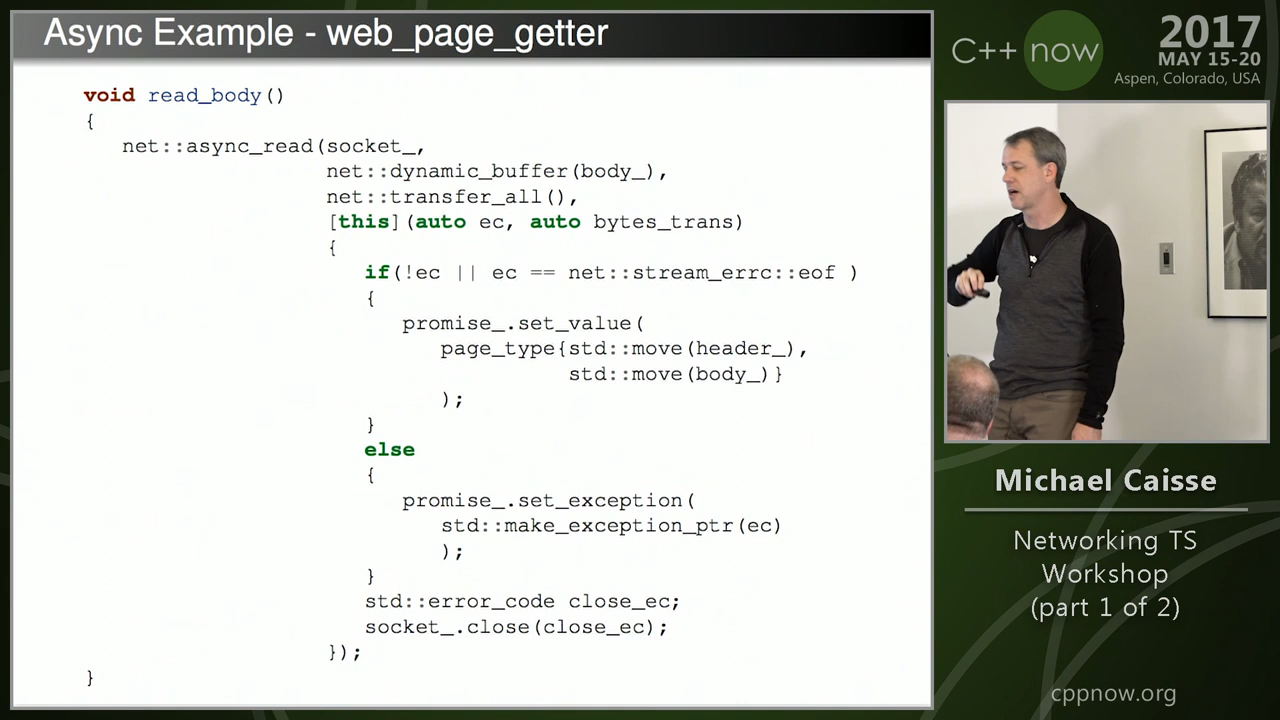 Async Example - web_page_getter
void read_body()
{
net::async_read(socket_,
net::dynamic_buffer(body_),
net::transfer_all(),
[this](auto ec, auto bytes_trans)
{
if(!ec || ec == net::stream_errc::eof )
{
promise_.set_value(
page_type{std::move(header_),
std::move(body_)}
);
}
else
{
promise_.set_exception(
std::make_exception_ptr(ec)
);
}
std::error_code close_ec;
socket_.close(close_ec);
});
}
C++ now
2017
MAY 15-20
Aspen, Colorado, USA
Michael Caisse
Networking TS
Workshop
(part 1 of 2)
cppnow.org